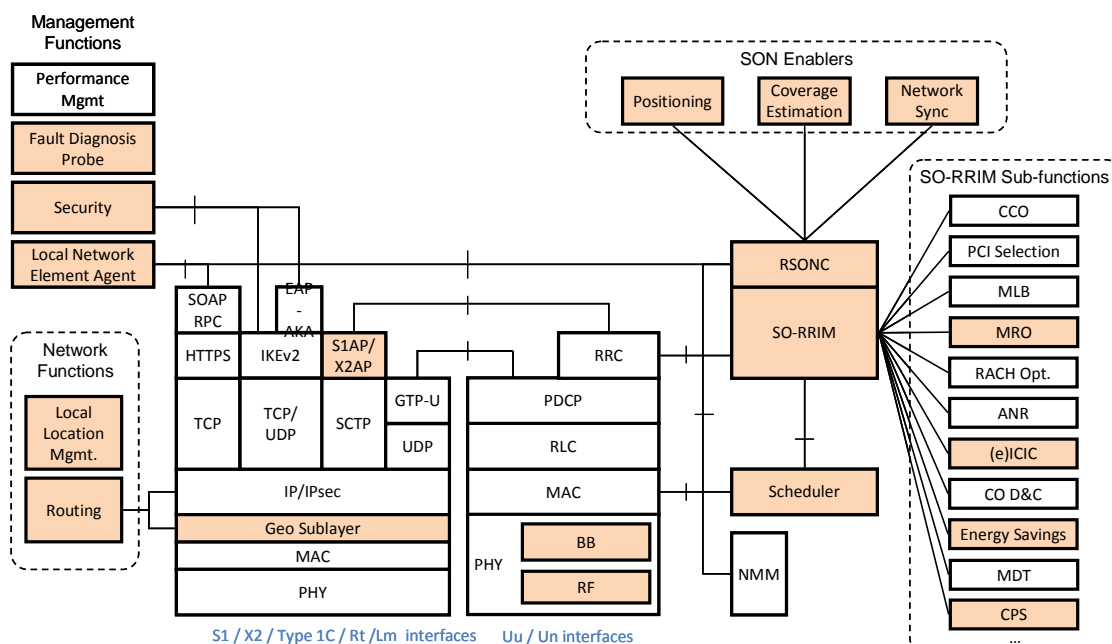 Management
Functions
Performance
Mgmt
Fault Diagnosis
Probe
Security
Local Network
Element Agent
SON Enablers
Positioning
Coverage
Estimation
Network
Sync
SO-RRIM Sub-functions
CCO
PCI Selection
MLB
MRO
RACH Opt.
ANR
(e)ICIC
CO D&C
Energy Savings
MDT
CPS
...
RSONC
SO-RRIM
Scheduler
NMM
SOAP
RPC
EAP
-
AKA
HTTPS
IKEv2
S1AP/
X2AP
RRC
TCP
TCP/
UDP
SCTP
GTP-U
UDP
PDCP
RLC
MAC
PHY
BB
RF
IP/IPsec
Geo Sublayer
MAC
PHY
Network
Functions
Local
Location
Mgmt.
Routing
S1 / X2 / Type 1C / Rt /Lm interfaces
Uu / Un interfaces